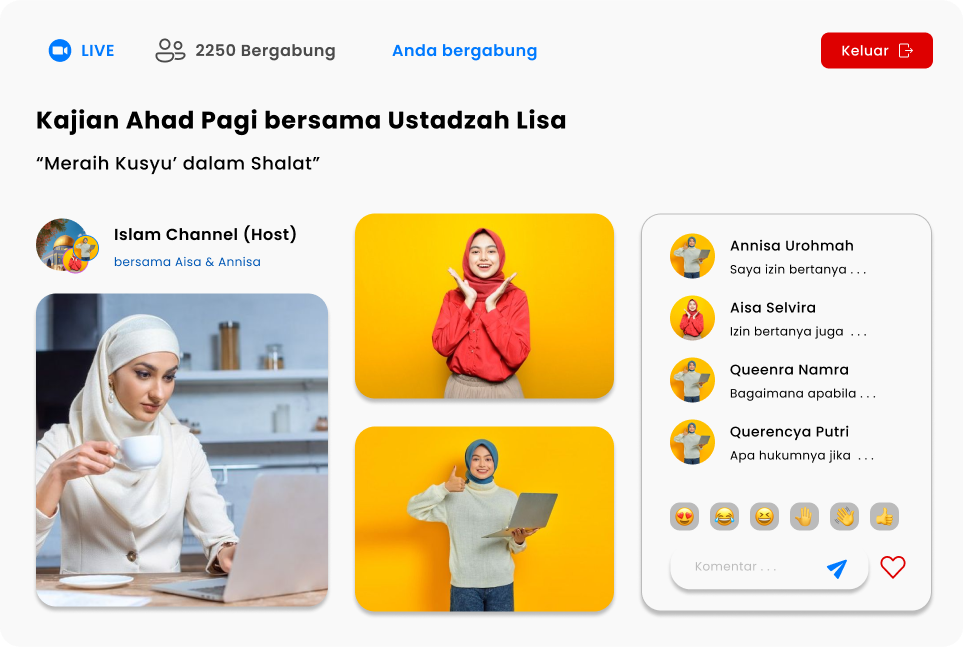 LIVE
2250 Bergabung
Anda bergabung
Keluar
Kajian Ahad Pagi bersama Ustadzah Lisa
“Meraih Kusyu’ dalam Shalat”
Islam Channel (Host)
bersama Aisa & Annisa
Annisa Urohmah
Saya izin bertanya . . .
Aisa Selvira
Izin bertanya juga . . .
Queenra Namra
Bagaimana apabila . . .
Querencya Putri
Apa hukumnya jika . . .
Komentar . . .